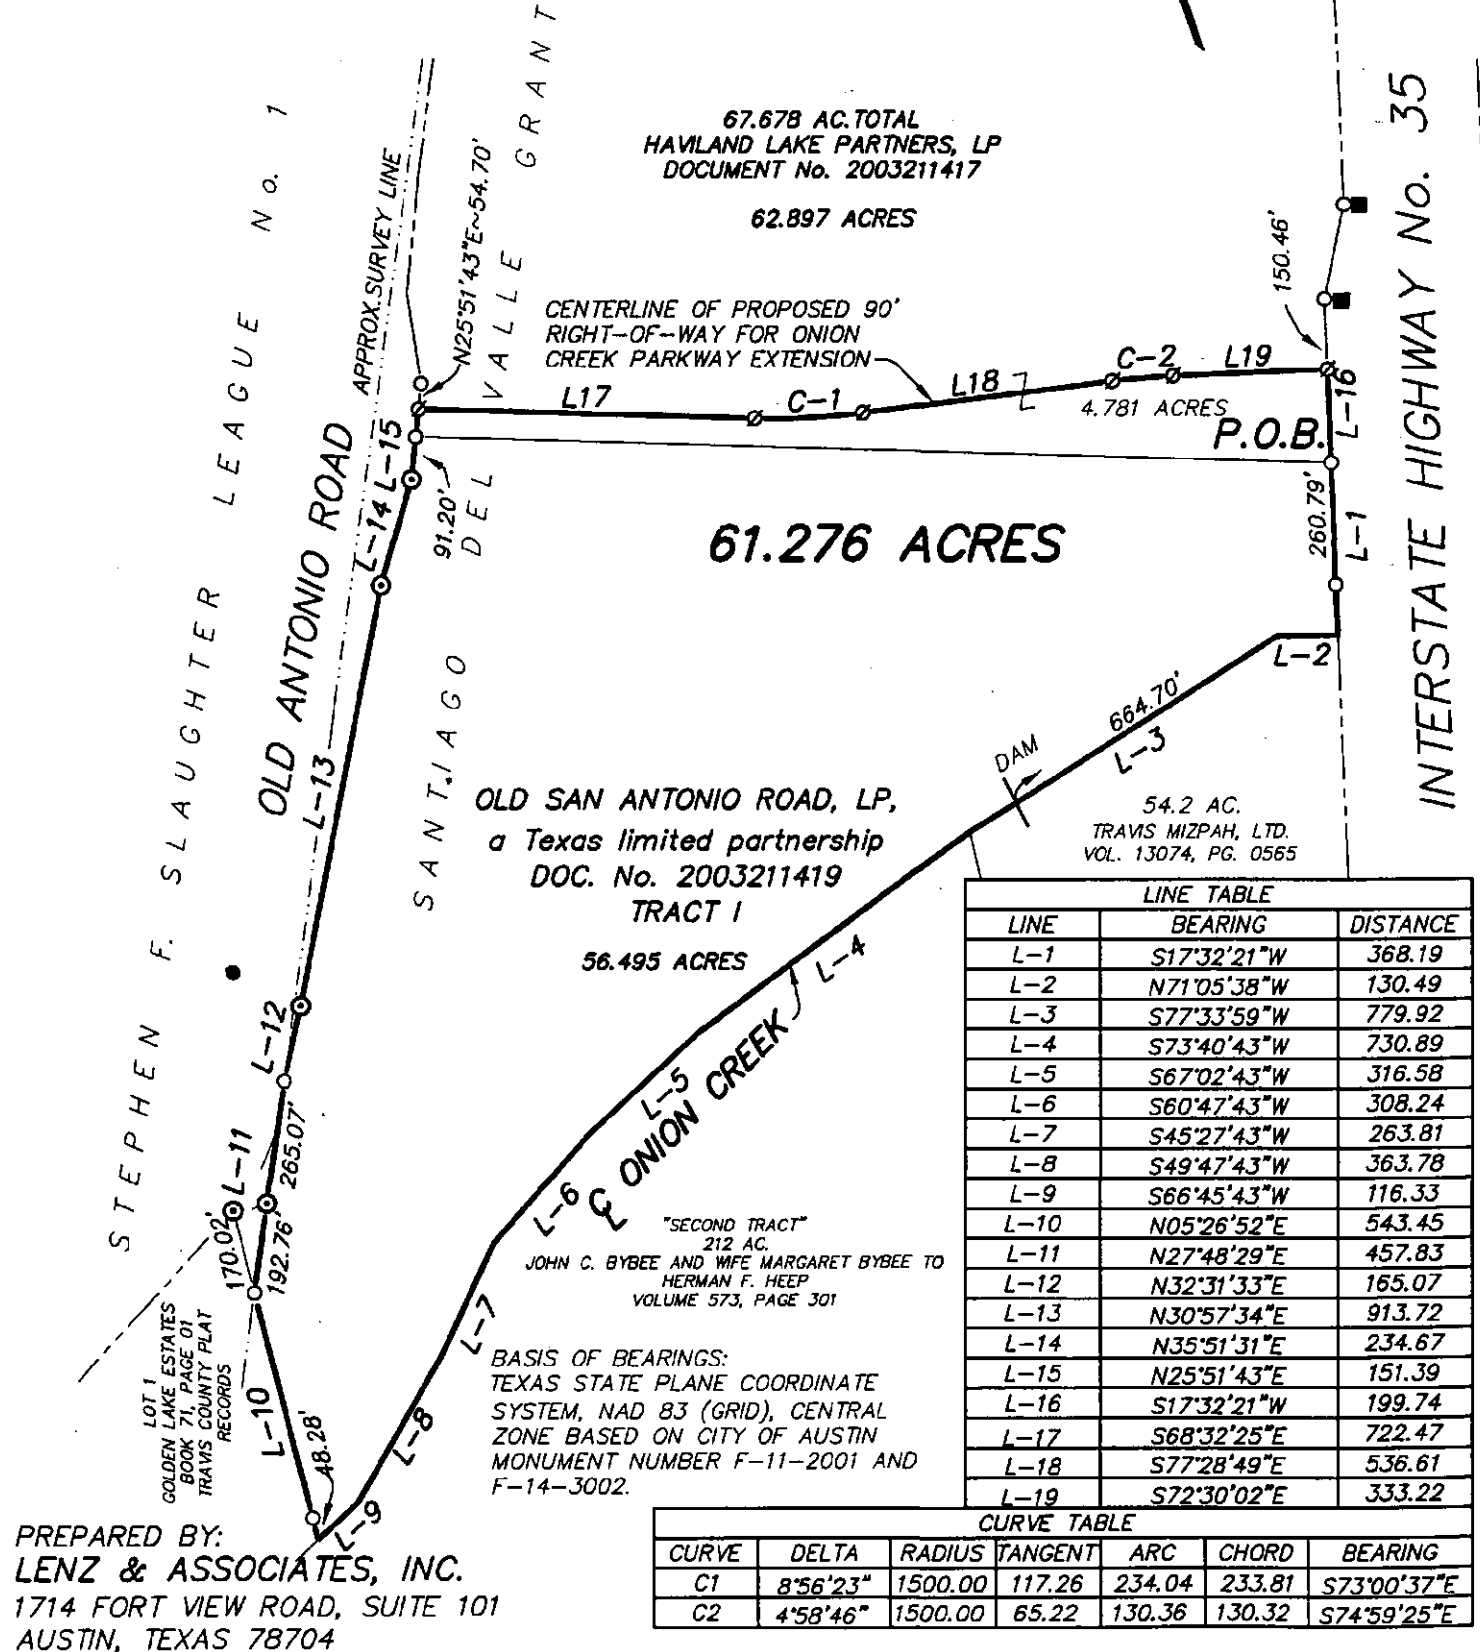 67.678 AC.TOTAL
HAVILAND LAKE PARTNERS, LP
DOCUMENT No. 2003211417
62.897 ACRES
STEPHEN F. SLAUGHTER LEAGUE No. 1
APPROX.SURVEY LINE
N25°51'43"E~54.70'
SANTIAGO DEL VALLE GRANT
INTERSTATE HIGHWAY No. 35
150.46'
CENTERLINE OF PROPOSED 90'
RIGHT-OF-WAY FOR ONION
CREEK PARKWAY EXTENSION
L17
C-1
L18
C-2
L19
L-16
4.781 ACRES
P.O.B.
OLD ANTONIO ROAD
L-15
L-14
91.20'
61.276 ACRES
260.79'
L-1
L-2
664.70'
L-3
DAM
L-13
OLD SAN ANTONIO ROAD, LP,
a Texas limited partnership
DOC. No. 2003211419
TRACT I
56.495 ACRES
54.2 AC.
TRAVIS MIZPAH, LTD.
VOL. 13074, PG. 0565
L-4
L-12
L-5
℄ ONION CREEK
L-11
265.07'
L-6
170.02'
192.76'
"SECOND TRACT"
212 AC.
JOHN C. BYBEE AND WIFE MARGARET BYBEE TO
HERMAN F. HEEP
VOLUME 573, PAGE 301
L-7
LOT 1
GOLDEN LAKE ESTATES
BOOK 71, PAGE 01
TRAVIS COUNTY PLAT
RECORDS
L-10
48.28'
L-8
L-9
BASIS OF BEARINGS:
TEXAS STATE PLANE COORDINATE
SYSTEM, NAD 83 (GRID), CENTRAL
ZONE BASED ON CITY OF AUSTIN
MONUMENT NUMBER F-11-2001 AND
F-14-3002.
LINE TABLE
LINE BEARING DISTANCE
L-1 S17°32'21"W 368.19
L-2 N71°05'38"W 130.49
L-3 S77°33'59"W 779.92
L-4 S73°40'43"W 730.89
L-5 S67°02'43"W 316.58
L-6 S60°47'43"W 308.24
L-7 S45°27'43"W 263.81
L-8 S49°47'43"W 363.78
L-9 S66°45'43"W 116.33
L-10 N05°26'52"E 543.45
L-11 N27°48'29"E 457.83
L-12 N32°31'33"E 165.07
L-13 N30°57'34"E 913.72
L-14 N35°51'31"E 234.67
L-15 N25°51'43"E 151.39
L-16 S17°32'21"W 199.74
L-17 S68°32'25"E 722.47
L-18 S77°28'49"E 536.61
L-19 S72°30'02"E 333.22
CURVE TABLE
CURVE DELTA RADIUS TANGENT ARC CHORD BEARING
C1 8°56'23" 1500.00 117.26 234.04 233.81 S73°00'37"E
C2 4°58'46" 1500.00 65.22 130.36 130.32 S74°59'25"E
PREPARED BY:
LENZ & ASSOCIATES, INC.
1714 FORT VIEW ROAD, SUITE 101
AUSTIN, TEXAS 78704